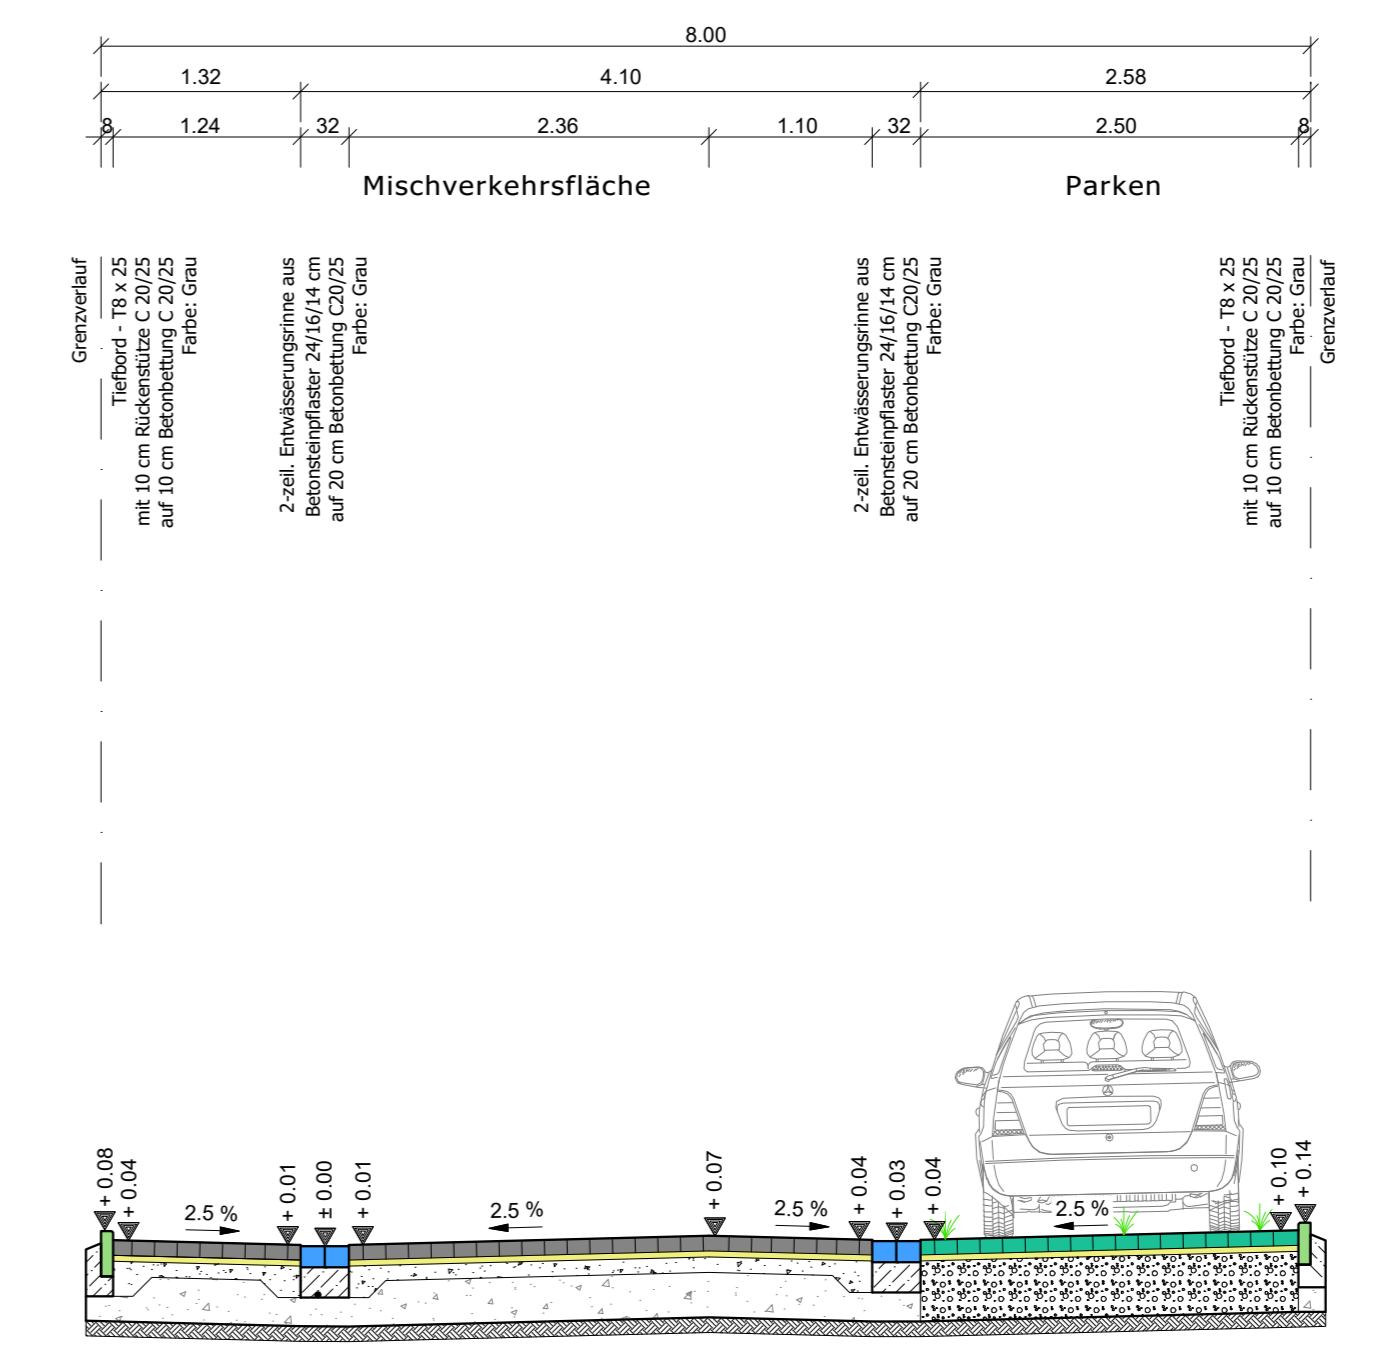 8.00
1.32
4.10
2.58
8
1.24
32
2.36
1.10
32
2.50
8
Mischverkehrsfläche
Parken
Grenzverlauf
Tiefbord - T8 x 25
mit 10 cm Rückenstütze C 20/25
auf 10 cm Betonbettung C 20/25
Farbe: Grau
2-zeil. Entwässerungsrinne aus
Betonsteinpflaster 24/16/14 cm
auf 20 cm Betonbettung C20/25
Farbe: Grau
2-zeil. Entwässerungsrinne aus
Betonsteinpflaster 24/16/14 cm
auf 20 cm Betonbettung C20/25
Farbe: Grau
Tiefbord - T8 x 25
mit 10 cm Rückenstütze C 20/25
auf 10 cm Betonbettung C 20/25
Farbe: Grau
Grenzverlauf
+ 0.08
+ 0.04
2.5 %
+ 0.01
± 0.00
+ 0.01
2.5 %
+ 0.07
2.5 %
+ 0.04
+ 0.03
+ 0.04
2.5 %
+ 0.10
+ 0.14